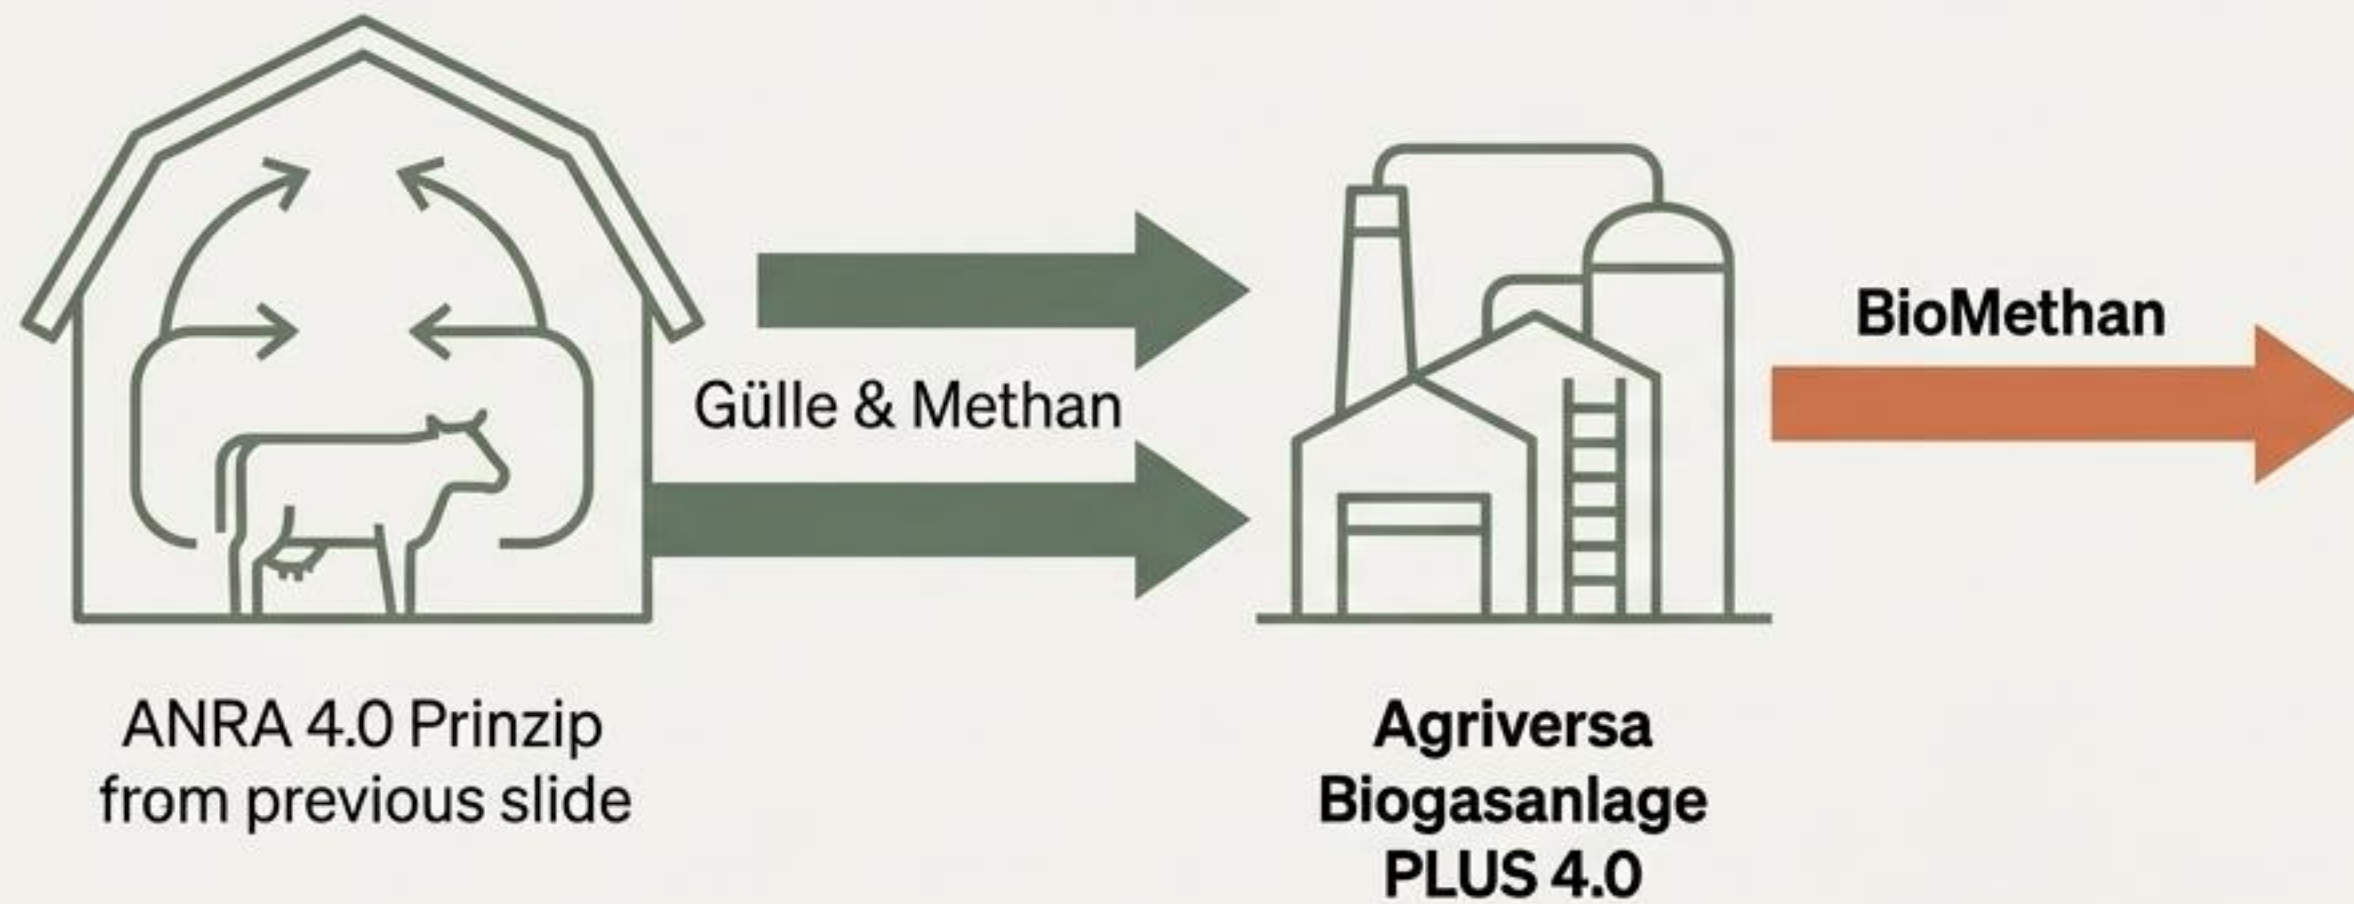 Gülle & Methan
BioMethan
ANRA 4.0 Prinzip
from previous slide
Agriversa
Biogasanlage
PLUS 4.0